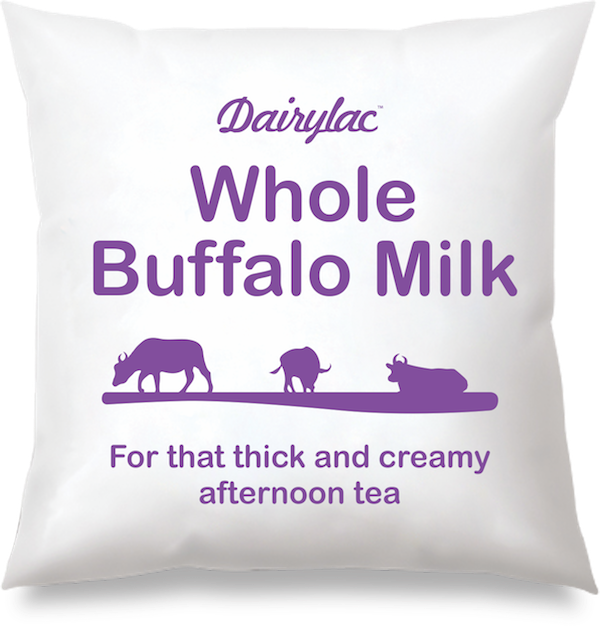 Dairylac™
Whole
Buffalo Milk
For that thick and creamy
afternoon tea